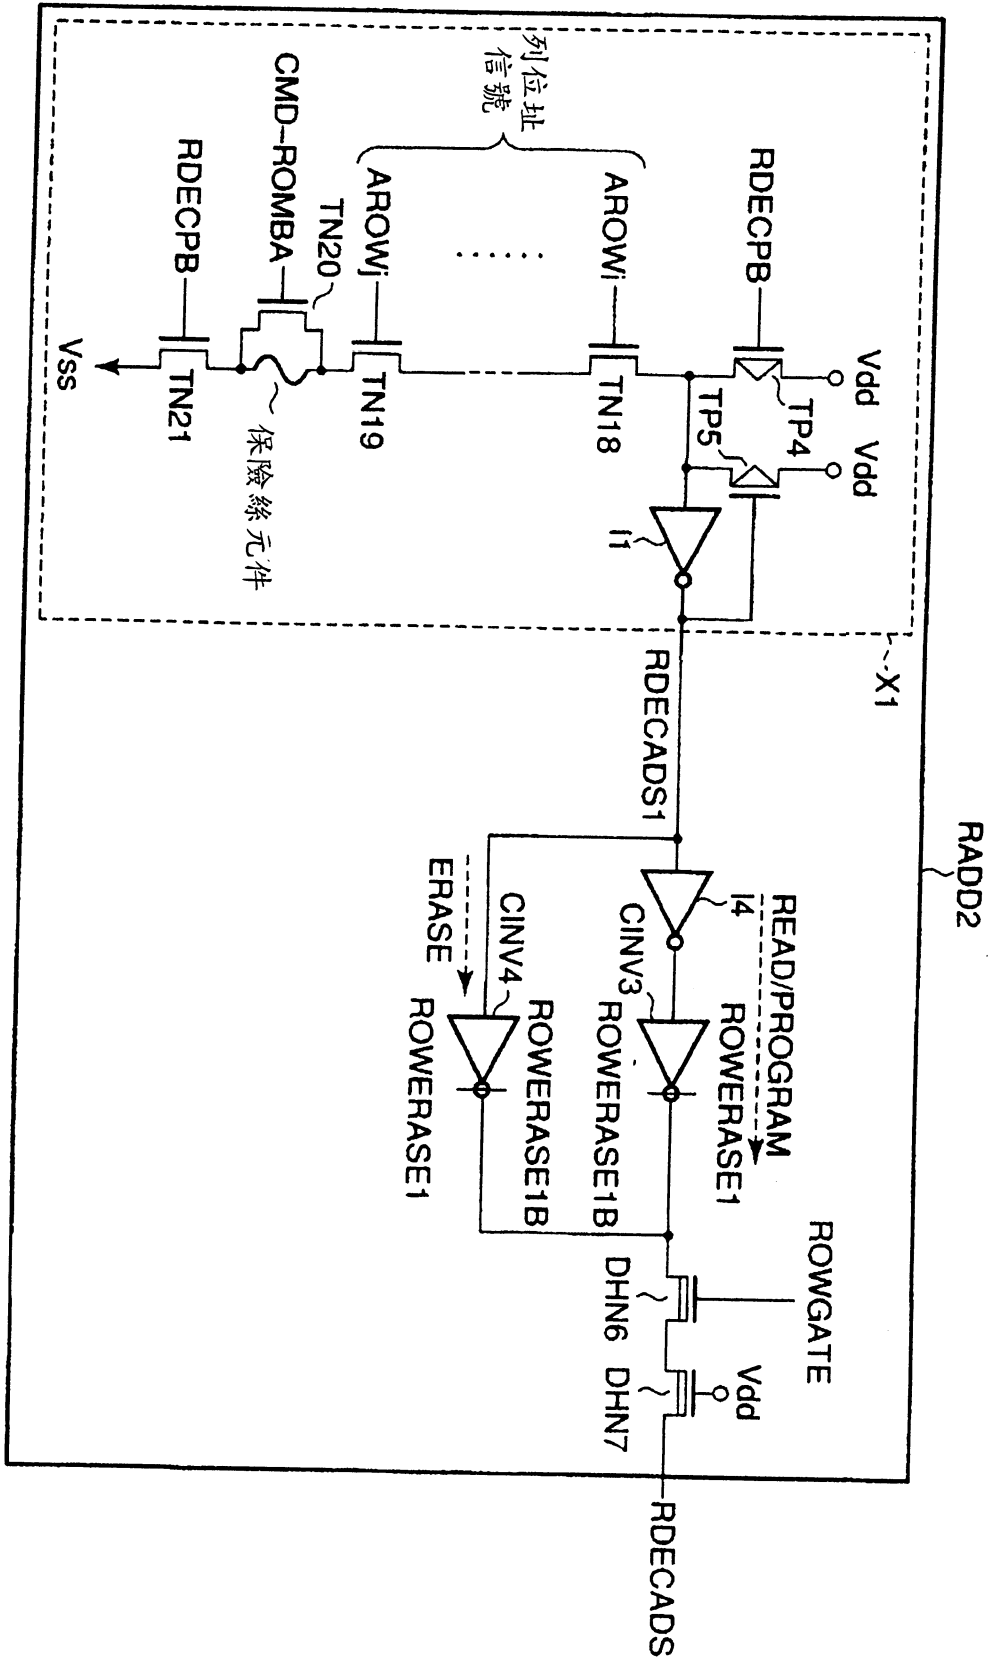 RADD2
X1
Vdd
Vdd
RDECPB
TP4
TP5
I1
列位址
信號
AROWi
TN18
AROWj
TN19
CMD-ROMBA
TN20
保險絲元件
RDECPB
TN21
Vss
RDECADS1
READ/PROGRAM
I4
ROWERASE1
CINV3
ROWERASE1B
ERASE
CINV4
ROWERASE1B
ROWERASE1
ROWGATE
DHN6
Vdd
DHN7
RDECADS